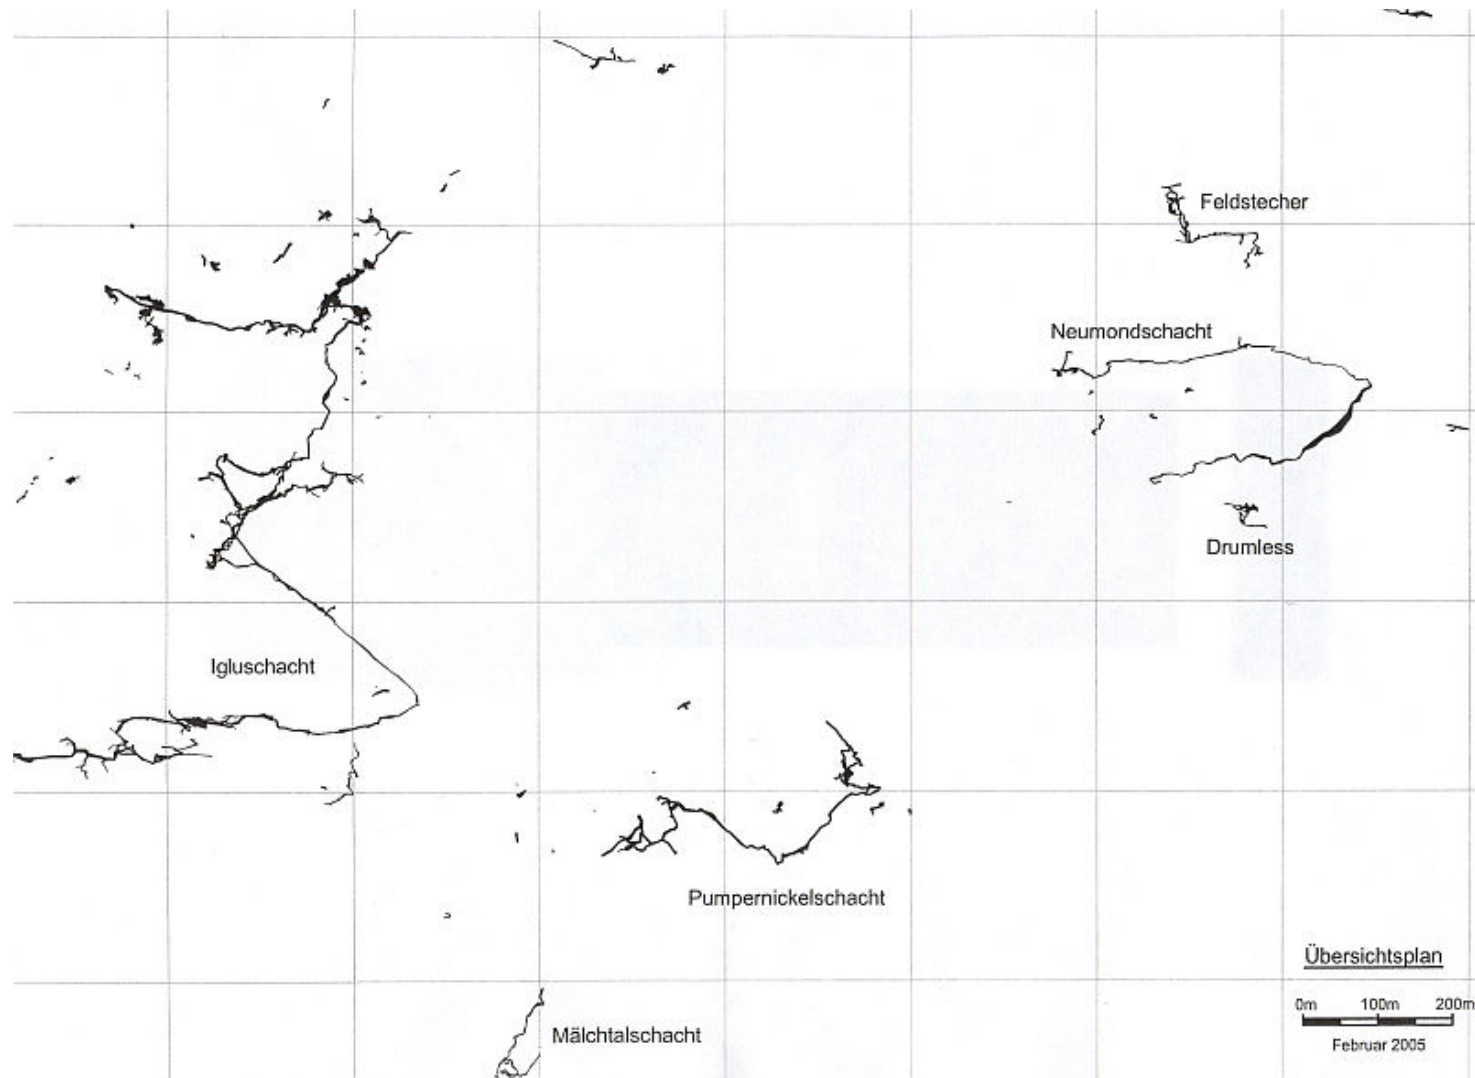 Feldstecher
Neumondschacht
Drumless
Igluschacht
Pumpernickelschacht
Übersichtsplan
0m 100m 200m
Februar 2005
Mälchtalschacht